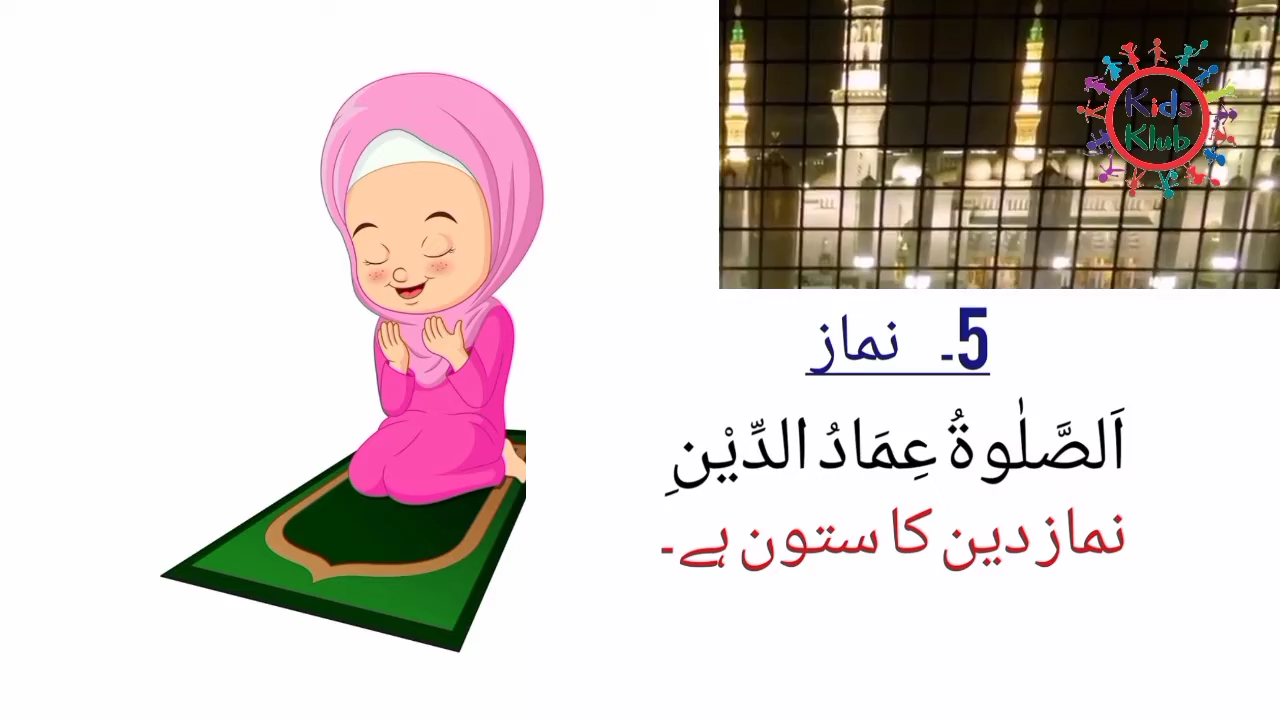 Kids
Klub
5۔ نماز
اَلصَّلٰوةُ عِمَادُ الدِّيْنِ
نماز دین کا ستون ہے۔